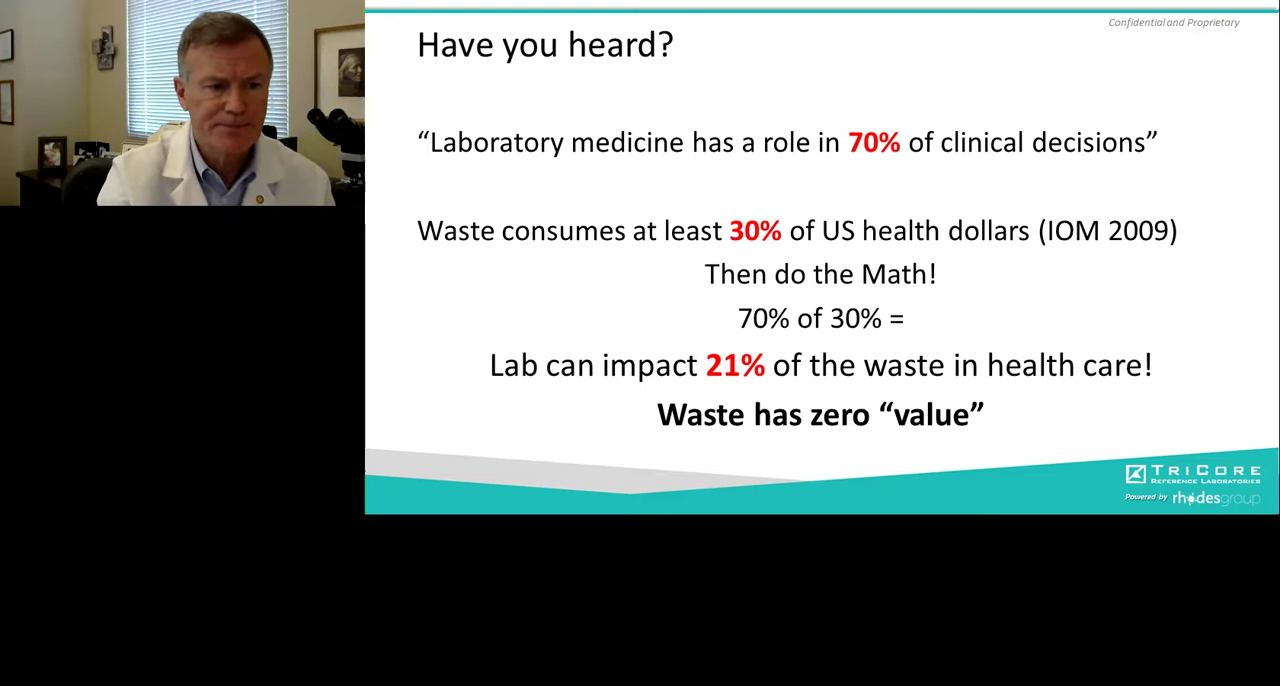 Confidential and Proprietary
Have you heard?
“Laboratory medicine has a role in 70% of clinical decisions”
Waste consumes at least 30% of US health dollars (IOM 2009)
Then do the Math!
70% of 30% =
Lab can impact 21% of the waste in health care!
Waste has zero “value”
TRICORE
REFERENCE LABORATORIES
Powered by rhodesgroup